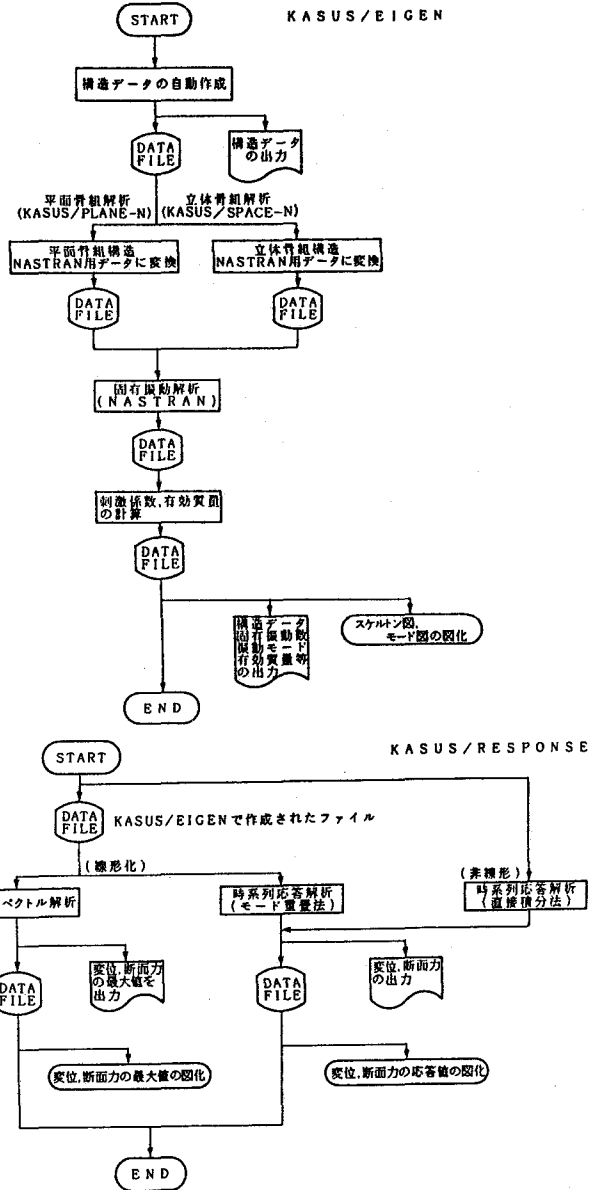 KASUS/EIGEN
START
構造データの自動作成
DATA
FILE
構造データ
の出力
平面骨組解析
(KASUS/PLANE-N)
立体骨組解析
(KASUS/SPACE-N)
平面骨組構造
NASTRAN用データに変換
立体骨組構造
NASTRAN用データに変換
DATA
FILE
DATA
FILE
固有振動解析
(NASTRAN)
DATA
FILE
刺激係数,有効質量
の計算
DATA
FILE
構造データ
固有振動数
振動モード
有効質量等
の出力
スケルトン図,
モード図の図化
END
KASUS/RESPONSE
START
DATA
FILE
KASUS/EIGENで作成されたファイル
(線形化)
(非線形)
ベクトル解析
時系列応答解析
(モード重畳法)
時系列応答解析
(直接積分法)
DATA
FILE
変位,断面力
の最大値を
出力
DATA
FILE
変位,断面力
の出力
変位,断面力の最大値の図化
変位,断面力の応答値の図化
END